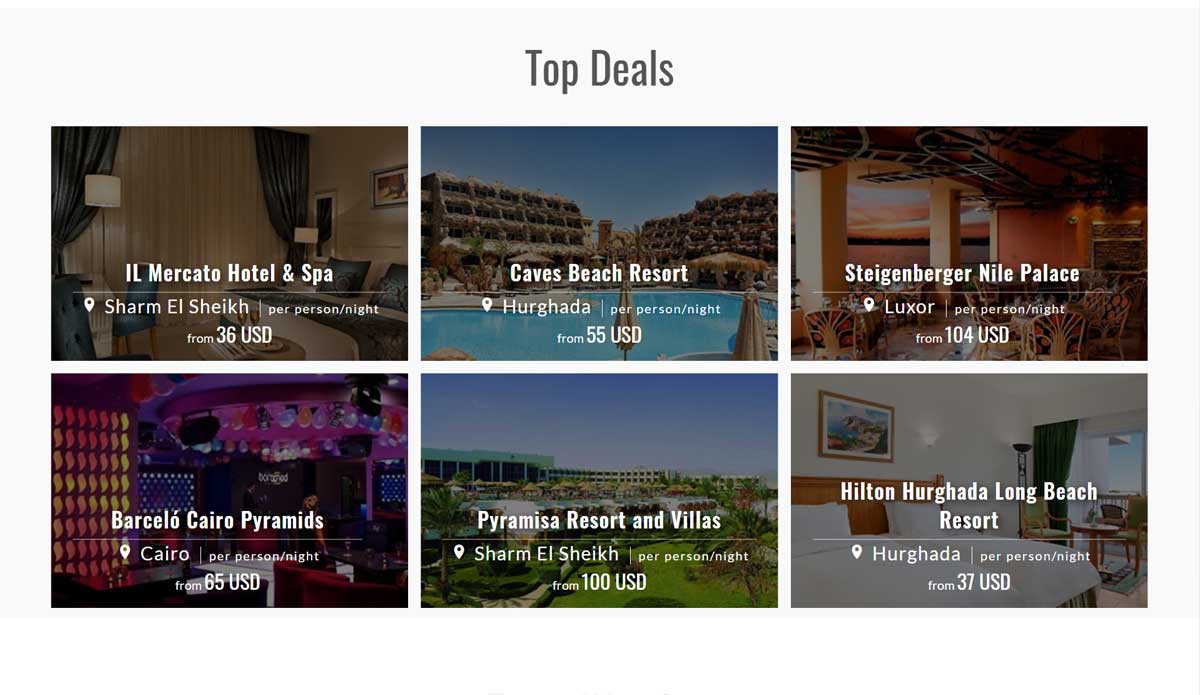 Top Deals
IL Mercato Hotel & Spa
Sharm El Sheikh | per person/night
from 36 USD
Caves Beach Resort
Hurghada | per person/night
from 55 USD
Steigenberger Nile Palace
Luxor | per person/night
from 104 USD
Barceló Cairo Pyramids
Cairo | per person/night
from 65 USD
Pyramisa Resort and Villas
Sharm El Sheikh | per person/night
from 100 USD
Hilton Hurghada Long Beach
Resort
Hurghada | per person/night
from 37 USD